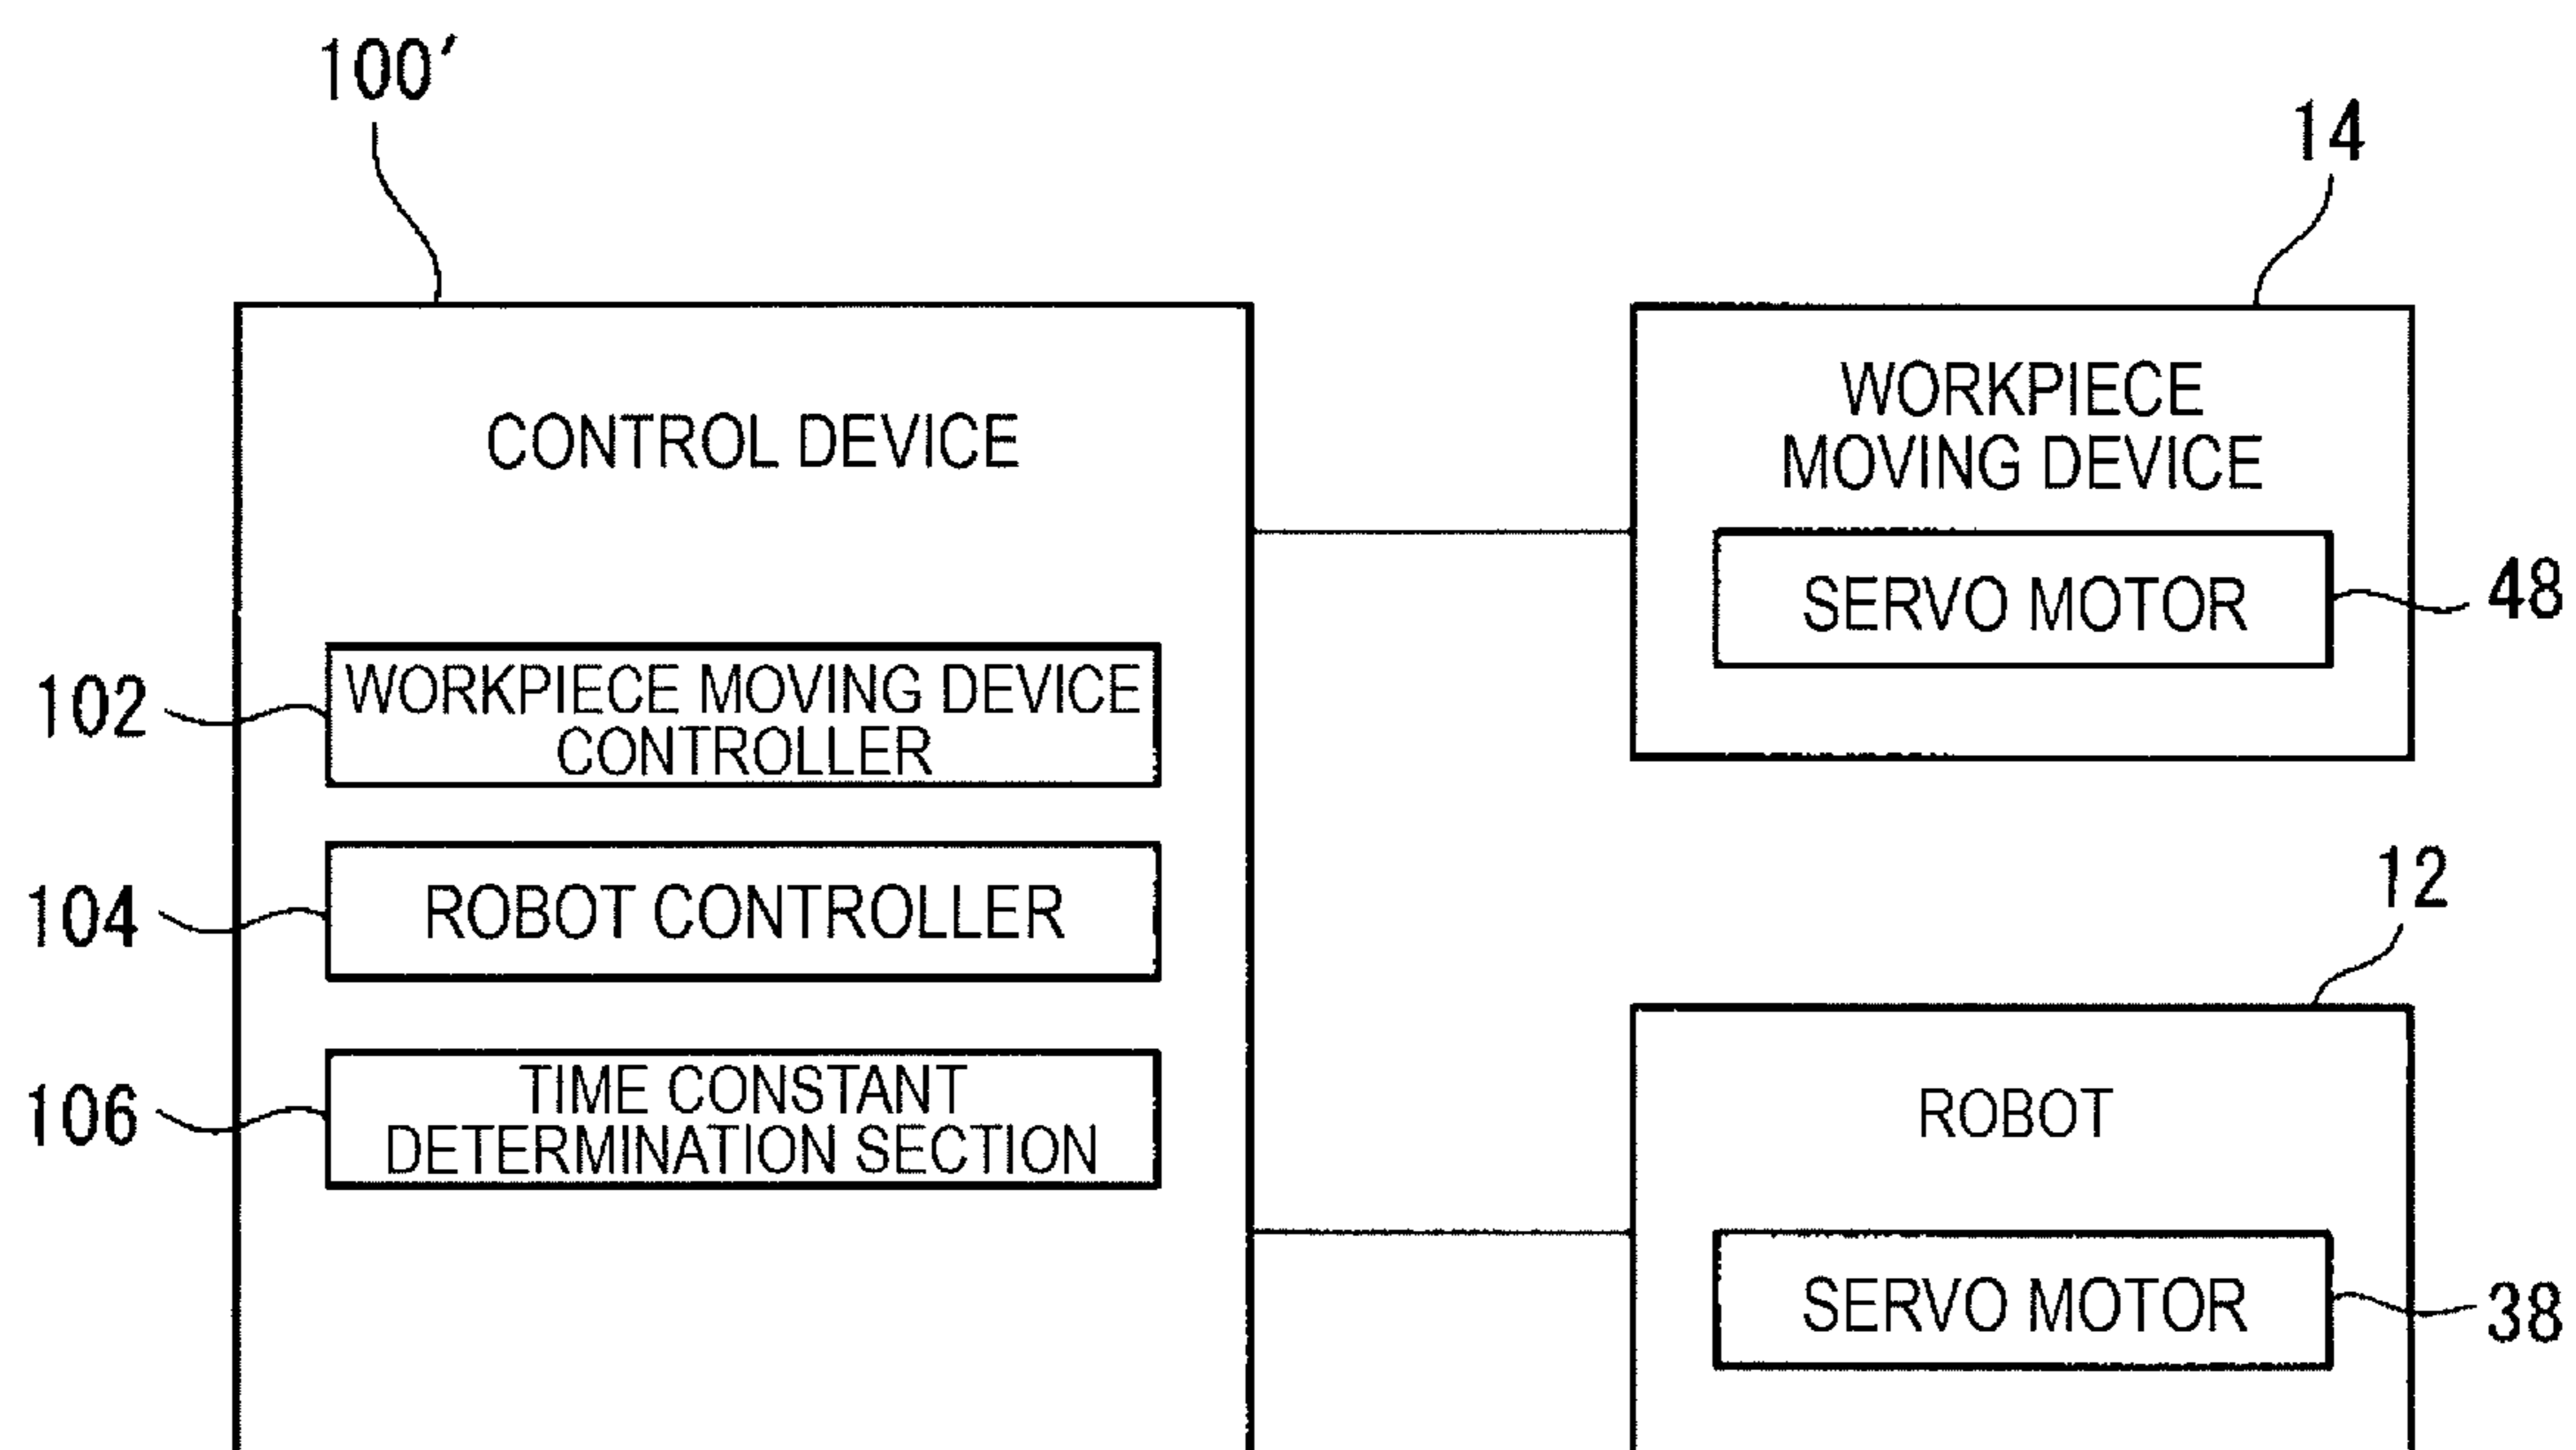 100′
14
CONTROL DEVICE
WORKPIECE
MOVING DEVICE
SERVO MOTOR
48
102
WORKPIECE MOVING DEVICE
CONTROLLER
104
ROBOT CONTROLLER
12
106
TIME CONSTANT
DETERMINATION SECTION
ROBOT
SERVO MOTOR
38